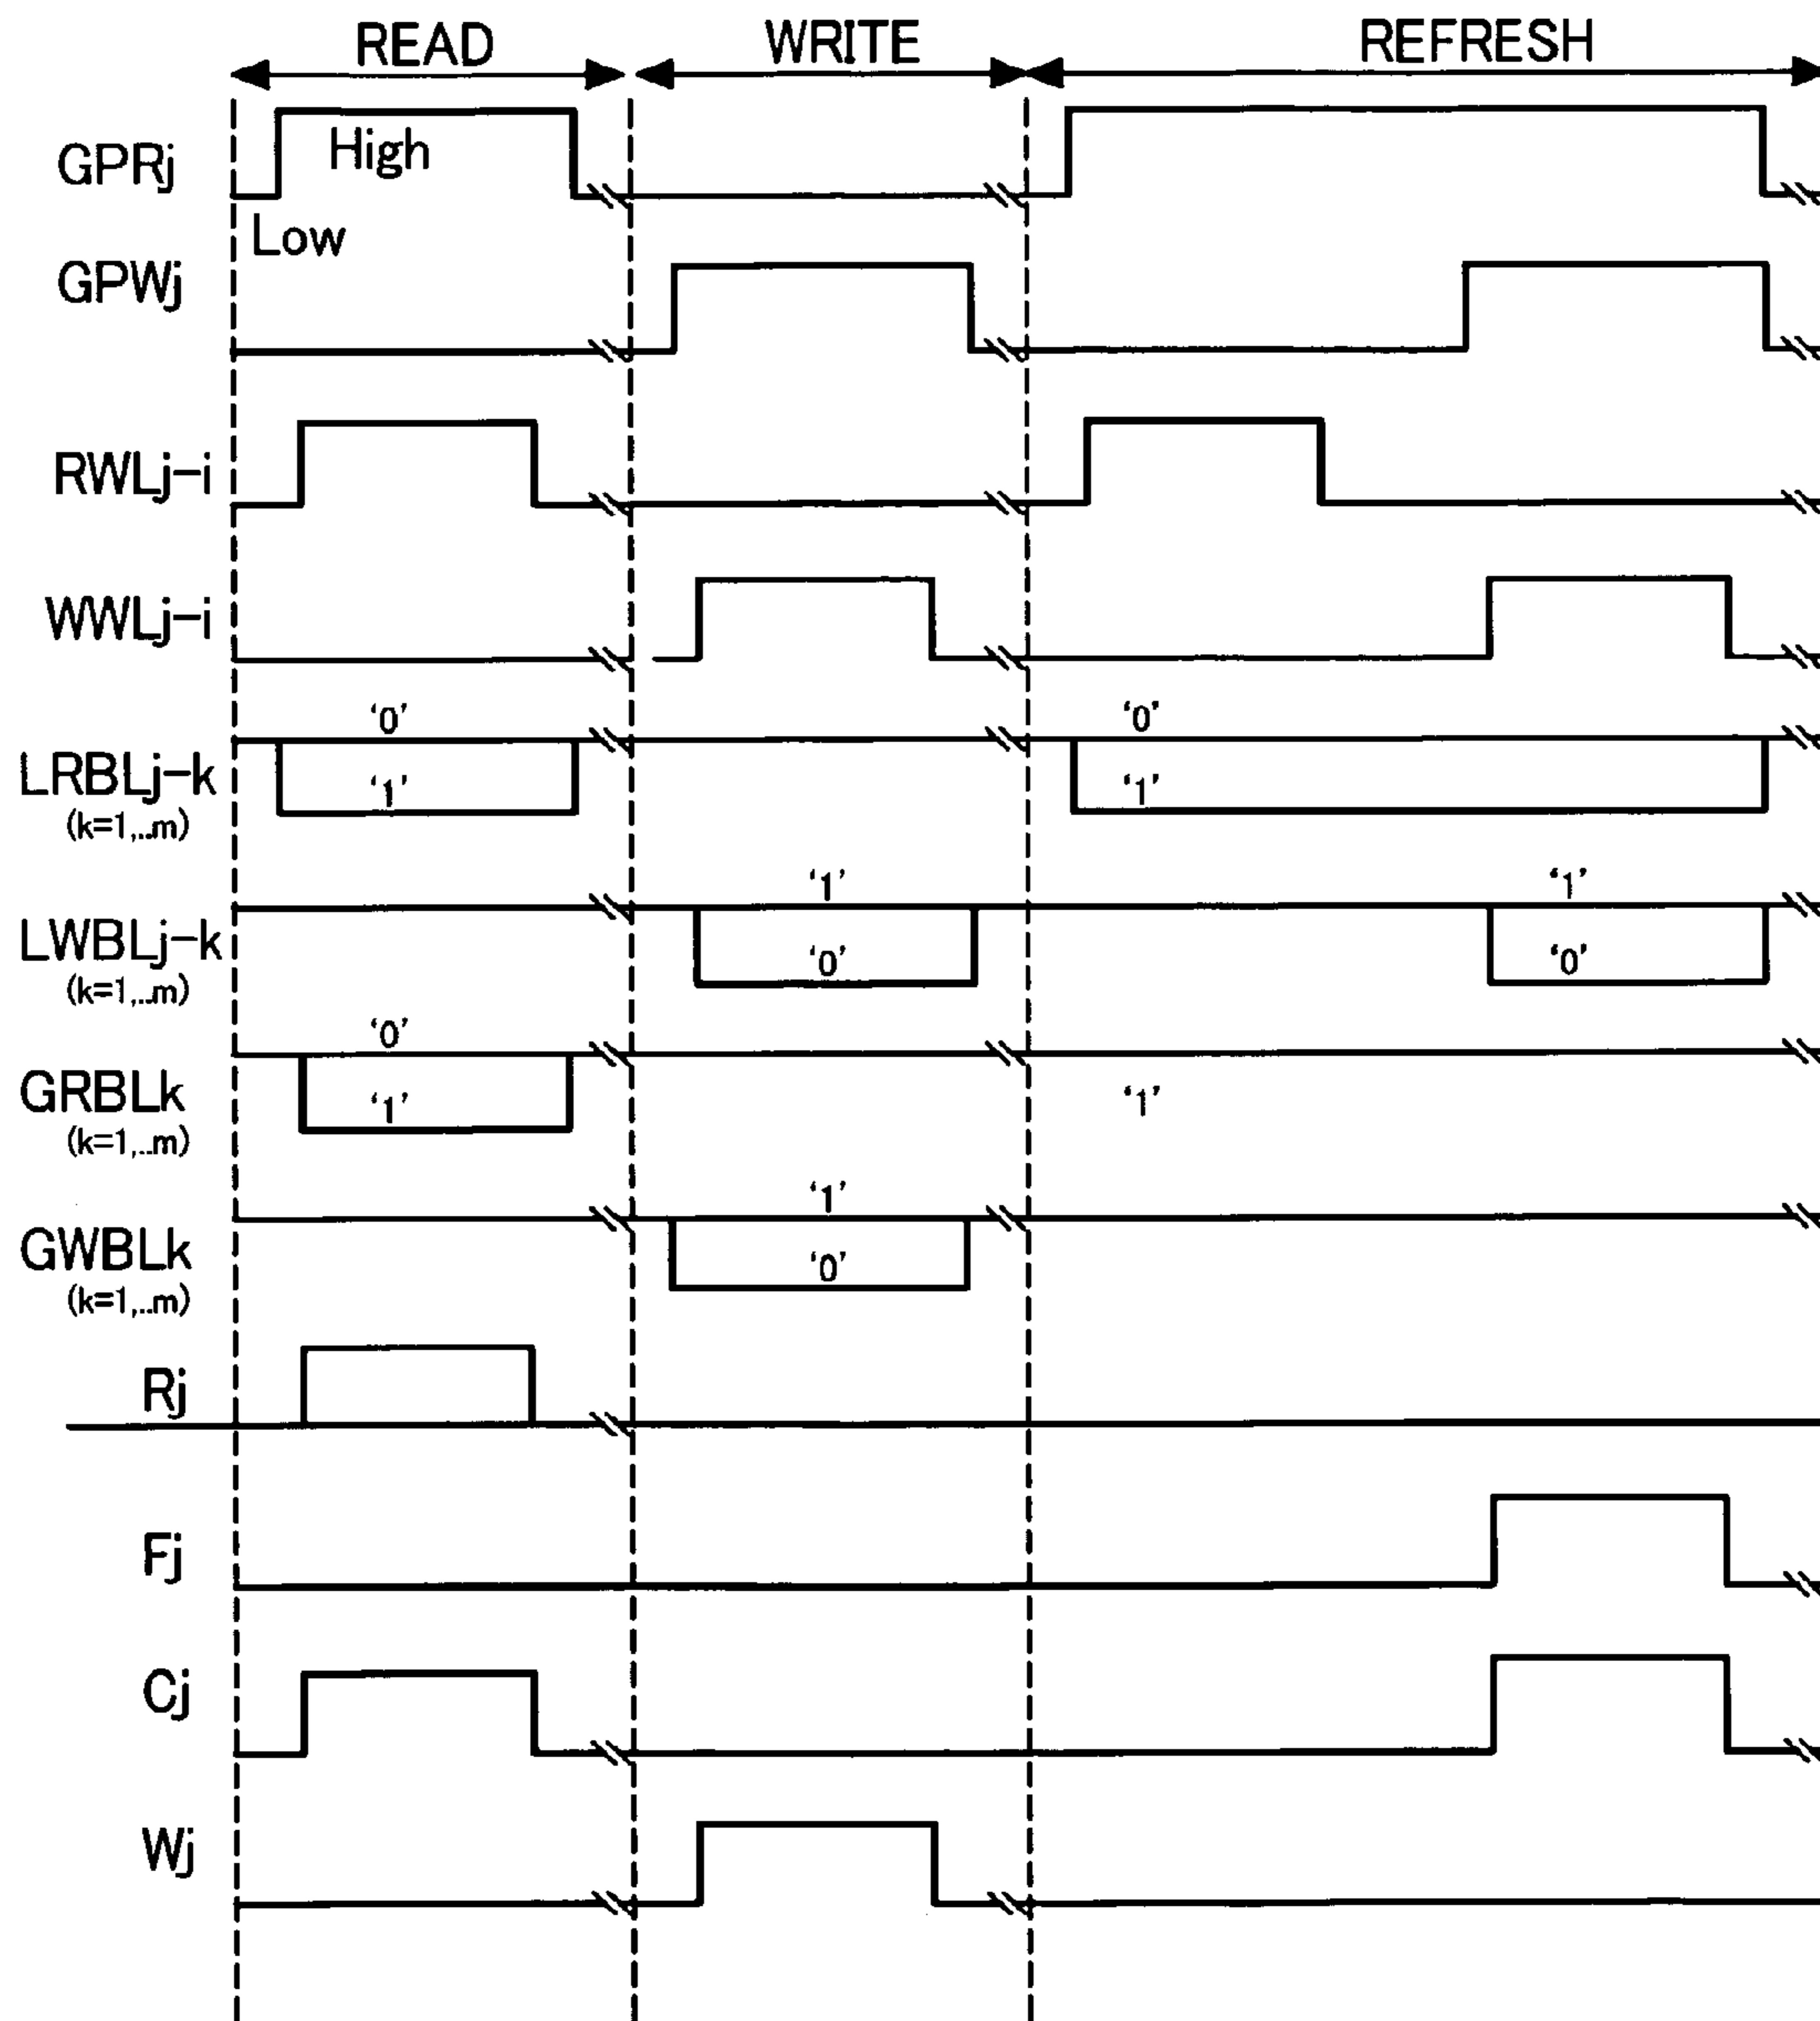 READ WRITE REFRESH
GPRj High
Low
GPWj
RWLj-i
WWLj-i
'0' '0'
LRBLj-k '1' '1'
(k=1,..m)
'1' '1'
LWBLj-k '0' '0'
(k=1,..m)
'0'
GRBLk '1' '1'
(k=1,..m)
'1'
GWBLk '0'
(k=1,..m)
Rj
Fj
Cj
Wj